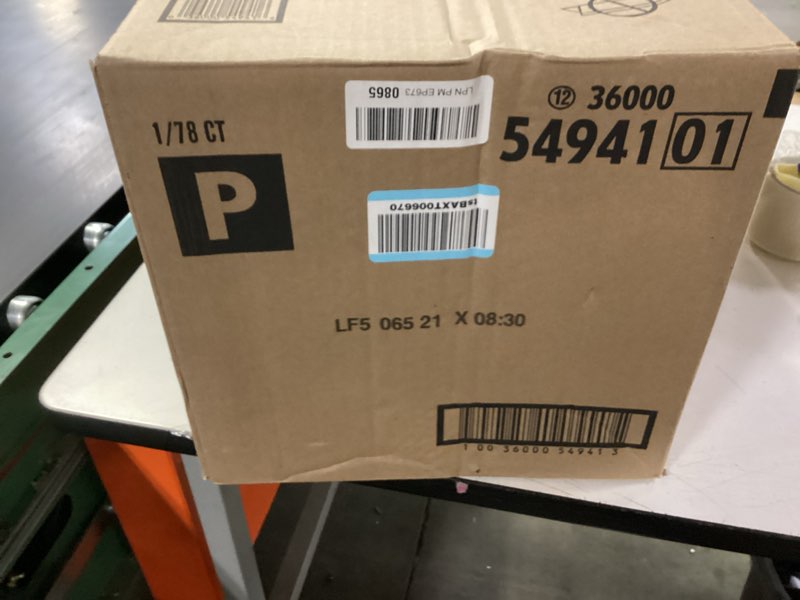 LPN PM EP673 0865
⑫ 36000
54941 01
1/78 CT
P
tsBAXT006670
LF5 065 21 X 08:30
1 00 36000 54941 3